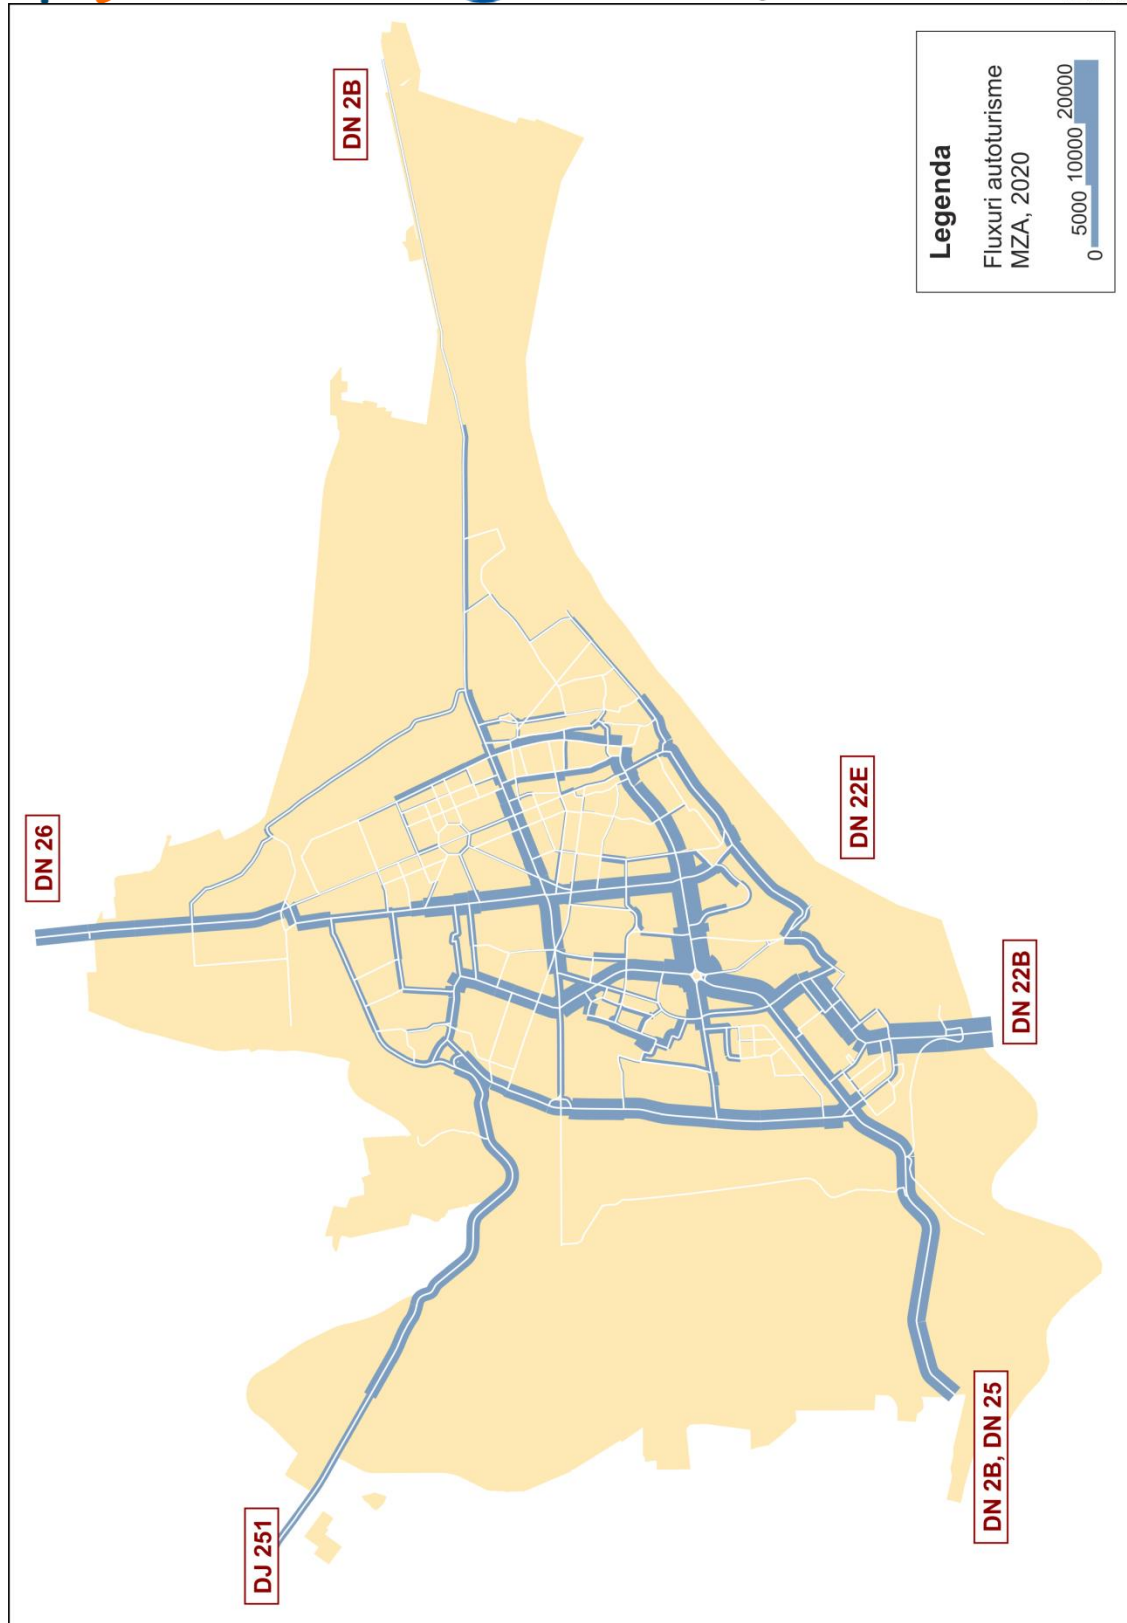 DN 2B
DN 26
DN 22E
DN 22B
DN 2B, DN 25
DJ 251
Legenda
Fluxuri autoturisme
MZA, 2020
0 5000 10000 20000